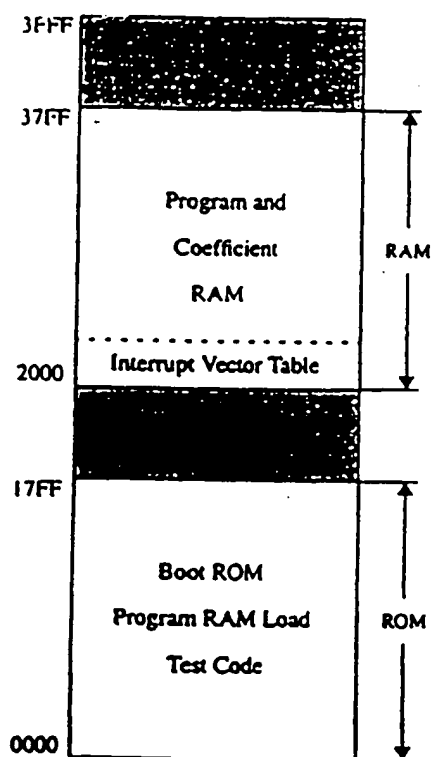 3FFF
37FF
Program and
Coefficient
RAM
RAM
Interrupt Vector Table
2000
17FF
Boot ROM
Program RAM Load
ROM
Test Code
0000